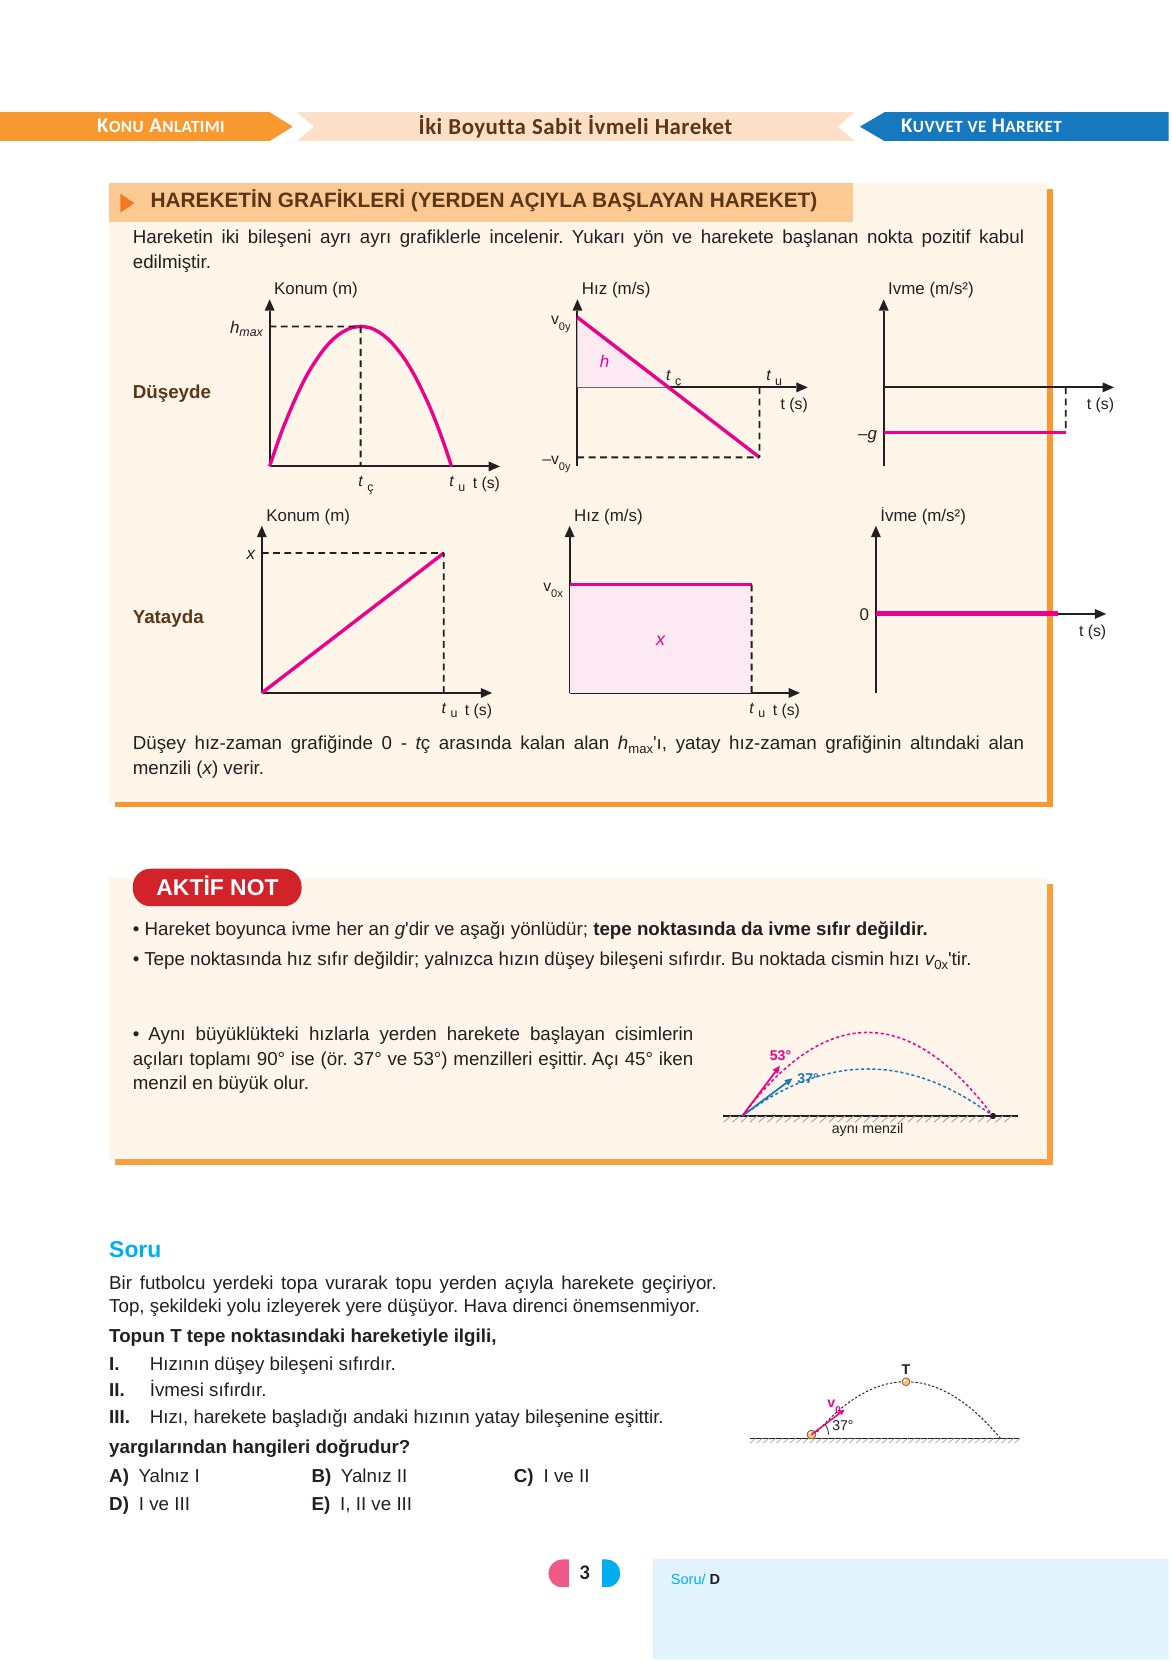 KONU ANLATIMI
İki Boyutta Sabit İvmeli Hareket
KUVVET VE HAREKET
HAREKETİN GRAFİKLERİ (YERDEN AÇIYLA BAŞLAYAN HAREKET)
Hareketin iki bileşeni ayrı ayrı grafiklerle incelenir. Yukarı yön ve harekete başlanan nokta pozitif kabul
edilmiştir.
Konum (m)
hmax
tç
tu t (s)
Hız (m/s)
v0y
h
tç
tu
t (s)
–v0y
Ivme (m/s²)
t (s)
–g
Düşeyde
Konum (m)
x
tu t (s)
Hız (m/s)
v0x
x
tu t (s)
İvme (m/s²)
0
t (s)
Yatayda
Düşey hız-zaman grafiğinde 0 - tç arasında kalan alan hmax'ı, yatay hız-zaman grafiğinin altındaki alan
menzili (x) verir.
AKTİF NOT
• Hareket boyunca ivme her an g'dir ve aşağı yönlüdür; tepe noktasında da ivme sıfır değildir.
• Tepe noktasında hız sıfır değildir; yalnızca hızın düşey bileşeni sıfırdır. Bu noktada cismin hızı v0x'tir.
• Aynı büyüklükteki hızlarla yerden harekete başlayan cisimlerin
açıları toplamı 90° ise (ör. 37° ve 53°) menzilleri eşittir. Açı 45° iken
menzil en büyük olur.
53°
37°
aynı menzil
Soru
Bir futbolcu yerdeki topa vurarak topu yerden açıyla harekete geçiriyor.
Top, şekildeki yolu izleyerek yere düşüyor. Hava direnci önemsenmiyor.
Topun T tepe noktasındaki hareketiyle ilgili,
I. Hızının düşey bileşeni sıfırdır.
II. İvmesi sıfırdır.
III. Hızı, harekete başladığı andaki hızının yatay bileşenine eşittir.
yargılarından hangileri doğrudur?
A) Yalnız I
B) Yalnız II
C) I ve II
D) I ve III
E) I, II ve III
T
v0
37°
3
Soru/ D